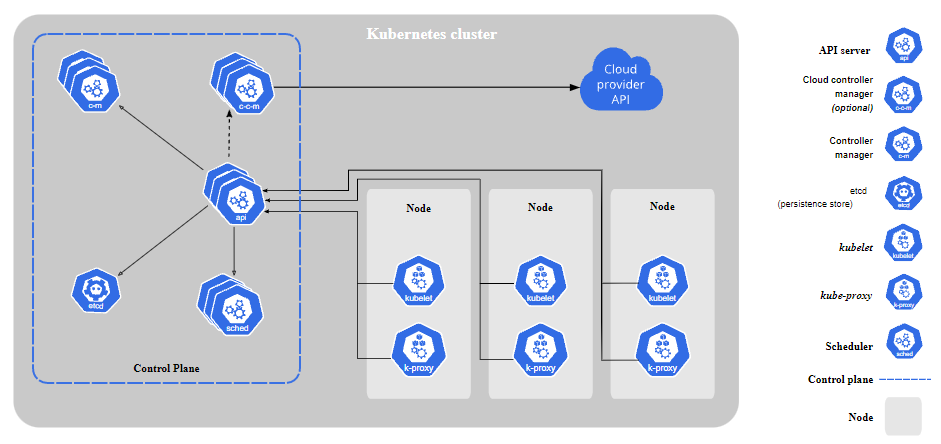 Kubernetes cluster
c-m
c-c-m
Cloud
provider
API
api
Node
Node
Node
etcd
sched
kubelet
kubelet
kubelet
k-proxy
k-proxy
k-proxy
Control Plane
API server
api
Cloud controller
manager
(optional)
c-c-m
Controller
manager
c-m
etcd
(persistence store)
etcd
kubelet
kubelet
kube-proxy
k-proxy
Scheduler
sched
Control plane
Node